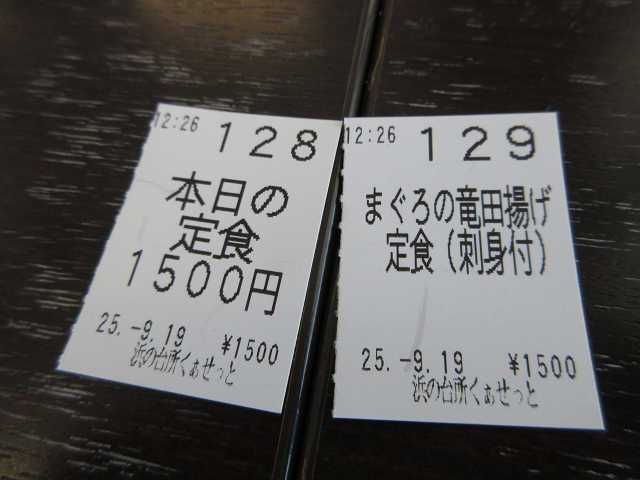 12:26 128
本日の
定食
1500円
25.-9.19 ¥1500
浜の台所くぁせっと
12:26 129
まぐろの竜田揚げ
定食(刺身付)
25.-9.19 ¥1500
浜の台所くぁせっと